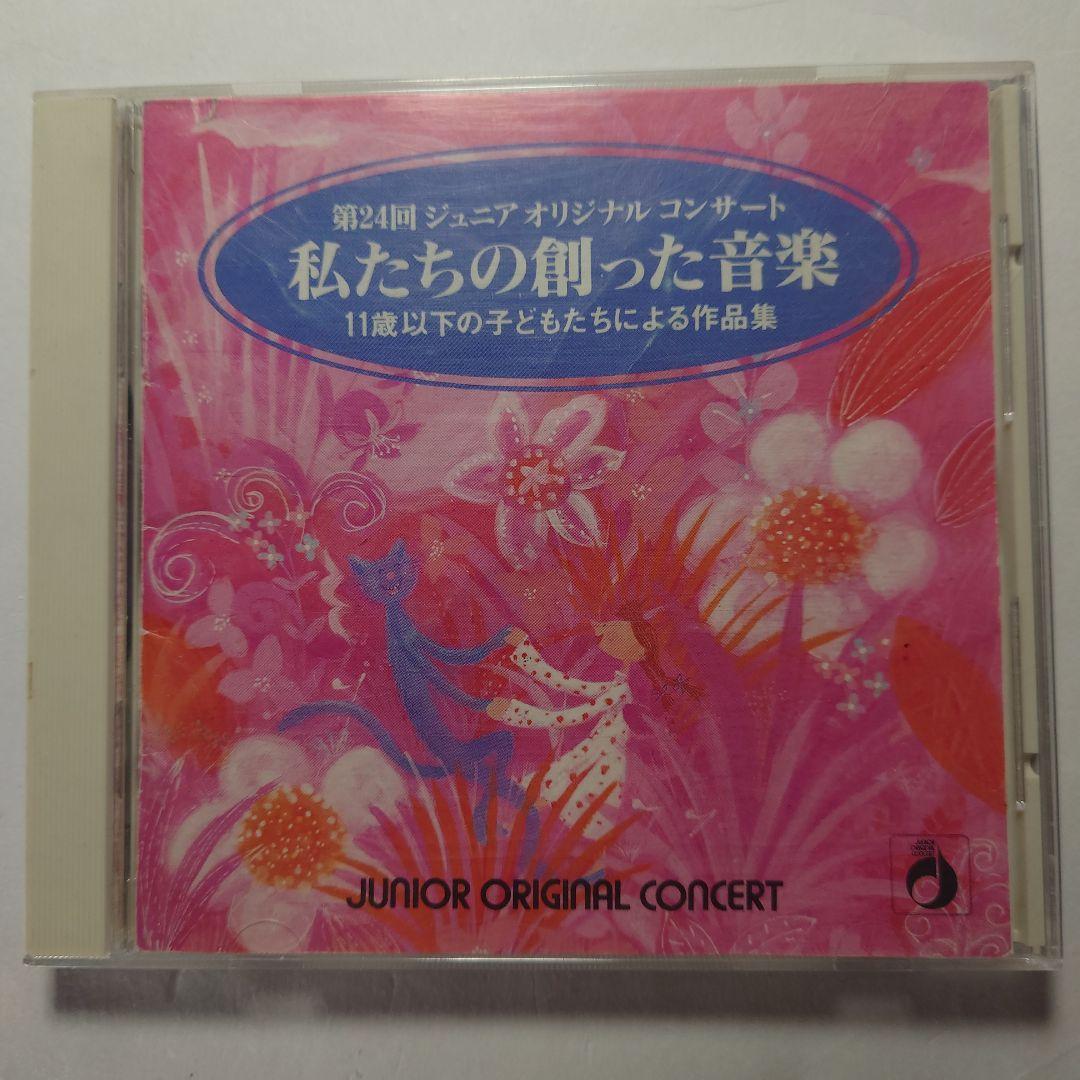 第24回 ジュニア オリジナル コンサート
私たちの創った音楽
11歳以下の子どもたちによる作品集
JUNIOR ORIGINAL CONCERT